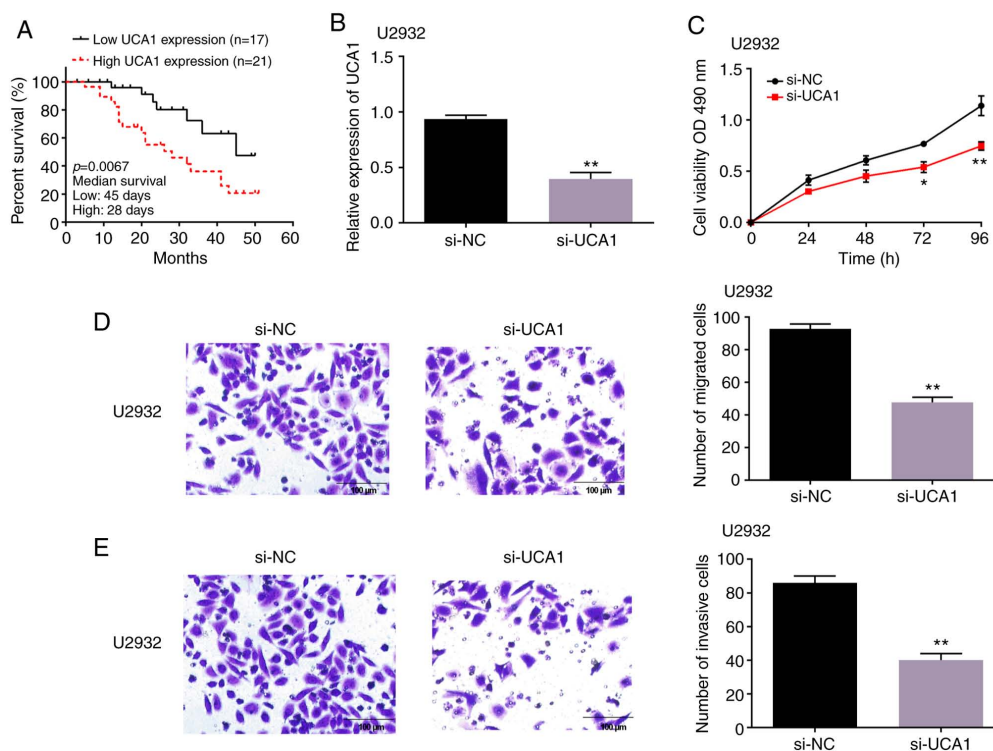 A
Low UCA1 expression (n=17)
High UCA1 expression (n=21)
Percent survival (%)
100
80
60
40
20
0
p=0.0067
Median survival
Low: 45 days
High: 28 days
0 10 20 30 40 50 60
Months
B
U2932
Relative expression of UCA1
1.5
1.0
0.5
0.0
**
si-NC si-UCA1
C
U2932
si-NC
si-UCA1
Cell viability OD 490 nm
1.5
1.0
0.5
0.0
*
**
0 24 48 72 96
Time (h)
D
si-NC si-UCA1
U2932
100 µm
100 µm
U2932
Number of migrated cells
100
80
60
40
20
0
**
si-NC si-UCA1
E
si-NC si-UCA1
U2932
100 µm
100 µm
U2932
Number of invasive cells
100
80
60
40
20
0
**
si-NC si-UCA1